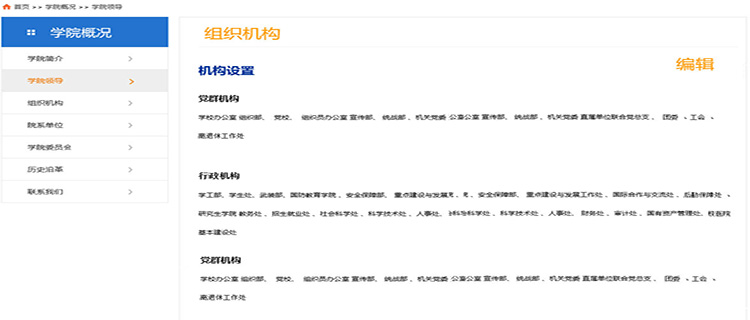 首页 >> 学院概况 >> 学院领导
学院概况
学院简介
学院领导
组织机构
院系单位
学院委员会
历史沿革
联系我们
组织机构
编辑
机构设置
党群机构
学校办公室 组织部、 党校、 组织员办公室 宣传部、 统战部 、机关党委 公室公室 宣传部、 统战部 、机关党委 直属单位联合党总支 、 团委 、工会 、
离退休工作处
行政机构
学工部、学生处、武装部、国防教育学院 、安全保障部、 重点建设与发展 、安全保障部、 重点建设与发展工作处 、国际合作与交流处 、后勤保障处 、
研究生学院 教务处 、招生就业处 、社会科学处 、科学技术处 、人事处、 科学处 、科学技术处 、人事处、 财务处 、审计处 、国有资产管理处、校医院
基本建设处
党群机构
学校办公室 组织部、 党校、 组织员办公室 宣传部、 统战部 、机关党委 公室公室 宣传部、 统战部 、机关党委 直属单位联合党总支 、 团委 、工会 、
离退休工作处